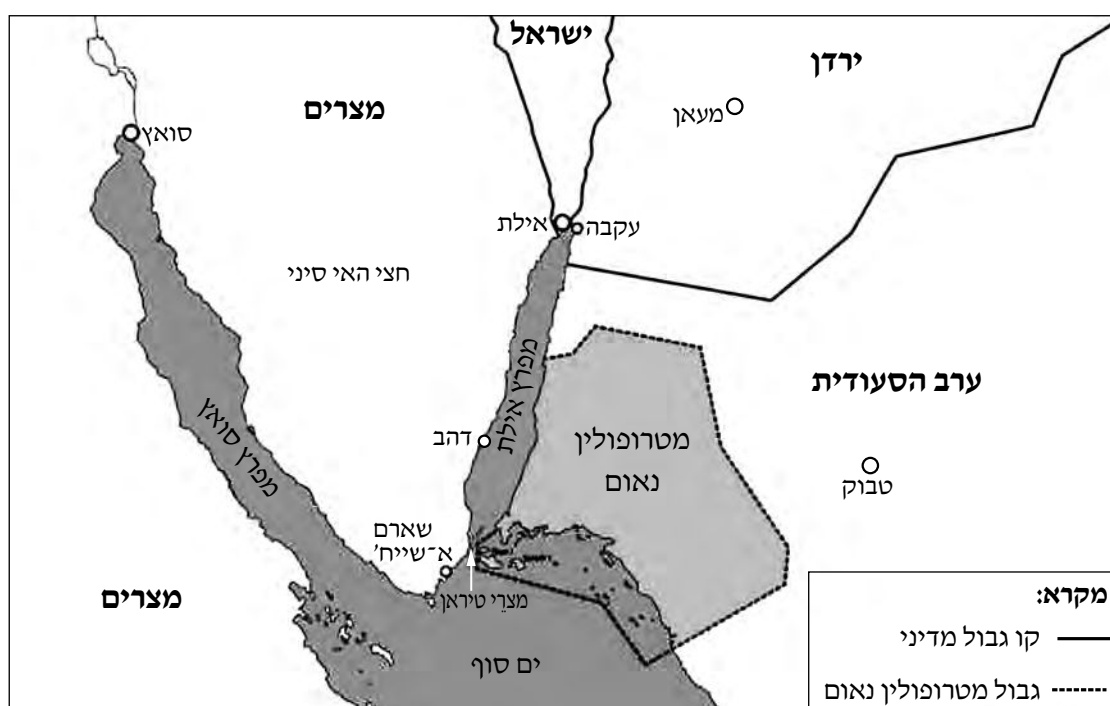 ישראל
ירדן
מצרים
מעאן
סואץ
אילת
עקבה
חצי האי סיני
ערב הסעודית
מפרץ אילת
מפרץ סואץ
דהב
מטרופולין
נאום
טבוק
שארם
א־שייח'
מצרי טיראן
מצרים
ים סוף
מקרא:
קו גבול מדיני
גבול מטרופולין נאום